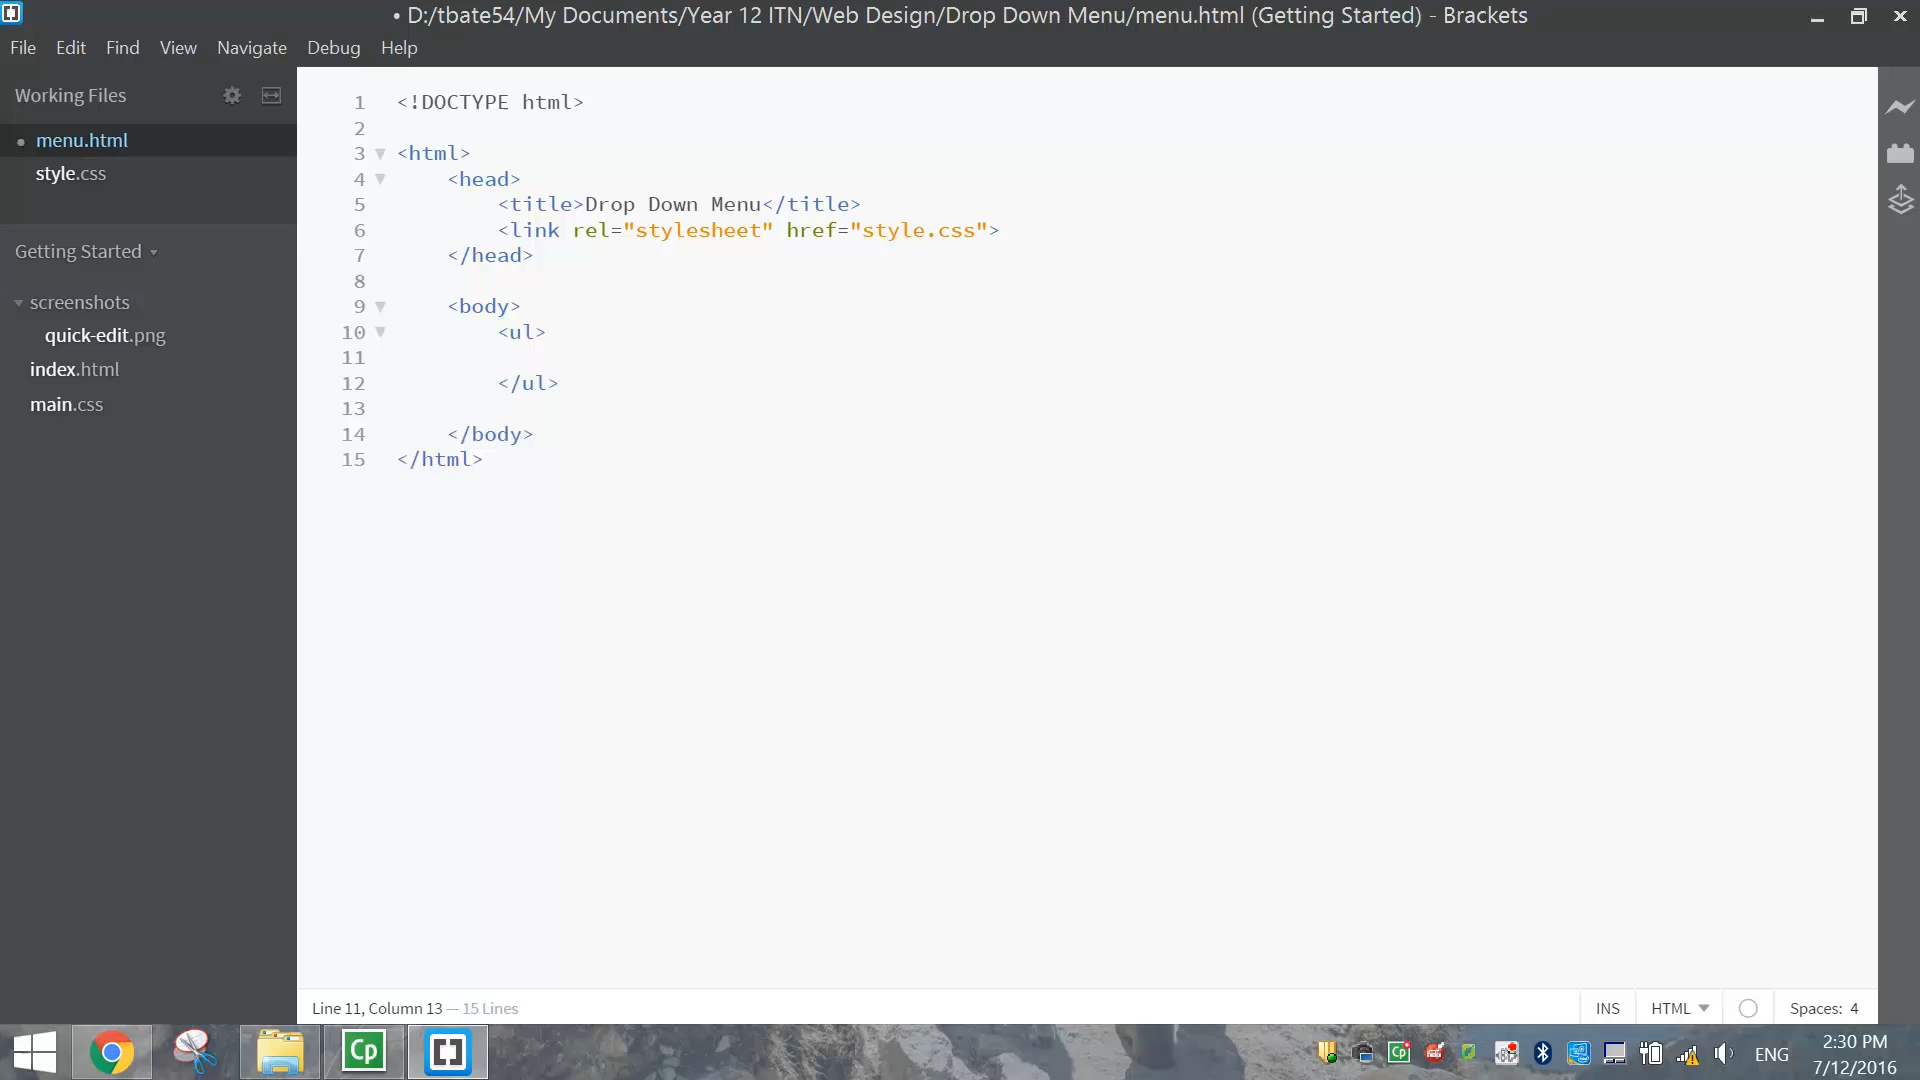 • D:/tbate54/My Documents/Year 12 ITN/Web Design/Drop Down Menu/menu.html (Getting Started) - Brackets
File Edit Find View Navigate Debug Help
Working Files
menu.html
style.css
Getting Started
screenshots
quick-edit.png
index.html
main.css
1 <!DOCTYPE html>
2
3 <html>
4 <head>
5 <title>Drop Down Menu</title>
6 <link rel="stylesheet" href="style.css">
7 </head>
8
9 <body>
10 <ul>
11
12 </ul>
13
14 </body>
15 </html>
Line 11, Column 13 — 15 Lines
INS HTML Spaces: 4
Cp
ENG
2:30 PM
7/12/2016